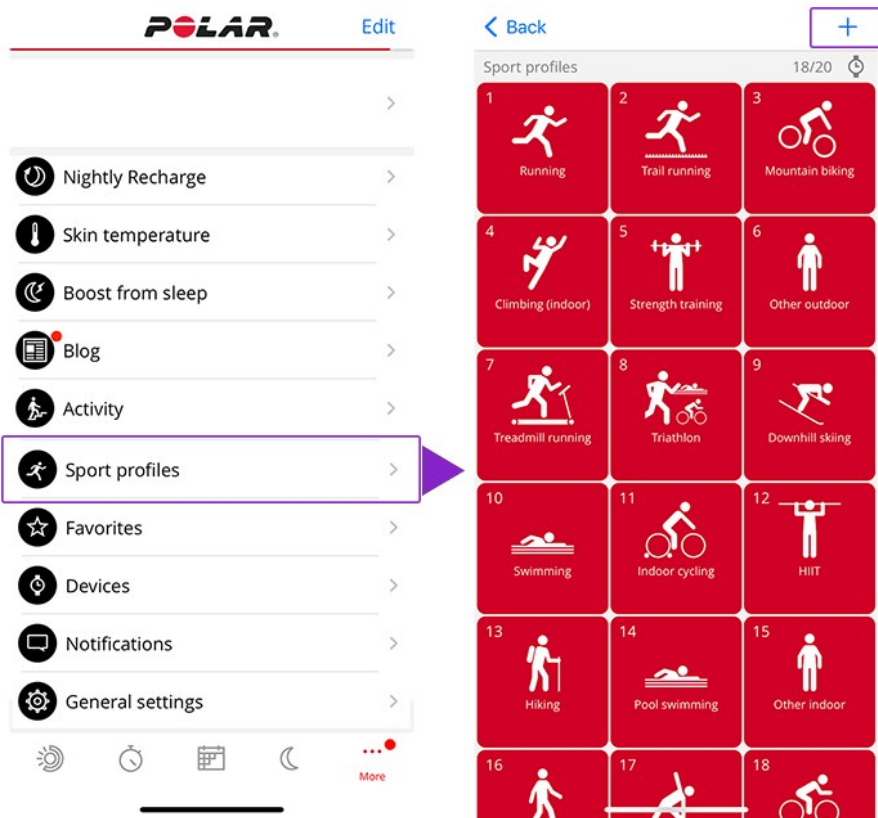 POLAR.
Edit
Nightly Recharge
Skin temperature
Boost from sleep
Blog
Activity
Sport profiles
Favorites
Devices
Notifications
General settings
More
Back
+
Sport profiles 18/20
1 2 3
Running Trail running Mountain biking
4 5 6
Climbing (indoor) Strength training Other outdoor
7 8 9
Treadmill running Triathlon Downhill skiing
10 11 12
Swimming Indoor cycling HIIT
13 14 15
Hiking Pool swimming Other indoor
16 17 18